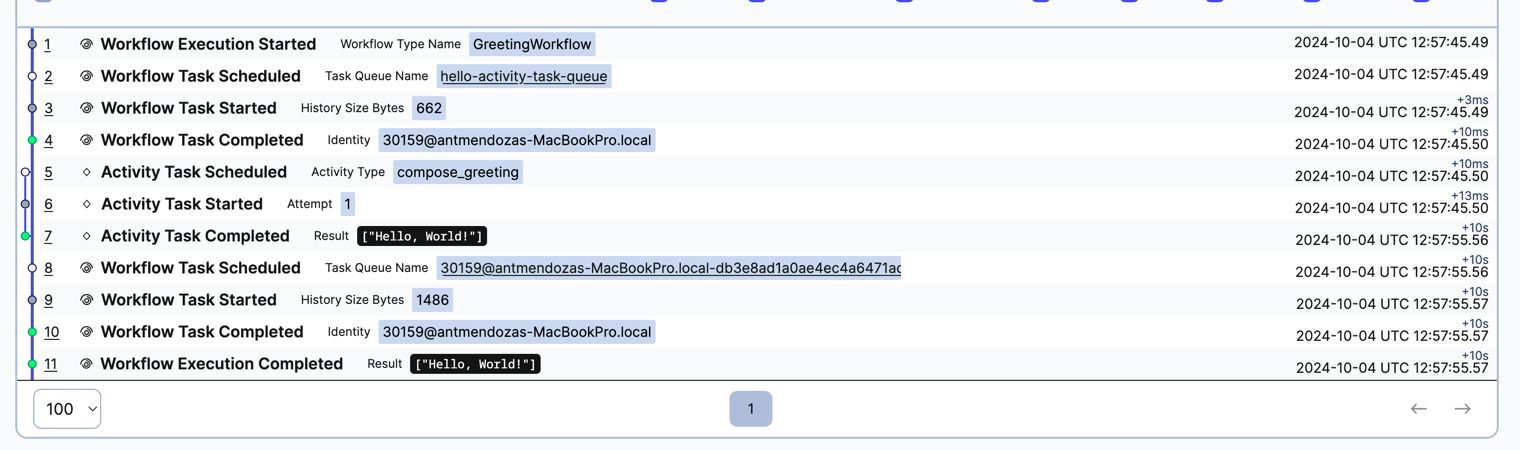 1 Workflow Execution Started Workflow Type Name GreetingWorkflow 2024-10-04 UTC 12:57:45.49
2 Workflow Task Scheduled Task Queue Name hello-activity-task-queue 2024-10-04 UTC 12:57:45.49
+3ms
3 Workflow Task Started History Size Bytes 662 2024-10-04 UTC 12:57:45.49
+10ms
4 Workflow Task Completed Identity 30159@antmendozas-MacBookPro.local 2024-10-04 UTC 12:57:45.50
+10ms
5 Activity Task Scheduled Activity Type compose_greeting 2024-10-04 UTC 12:57:45.50
+13ms
6 Activity Task Started Attempt 1 2024-10-04 UTC 12:57:45.50
+10s
7 Activity Task Completed Result ["Hello, World!"] 2024-10-04 UTC 12:57:55.56
+10s
8 Workflow Task Scheduled Task Queue Name 30159@antmendozas-MacBookPro.local-db3e8ad1a0ae4ec4a6471ac 2024-10-04 UTC 12:57:55.56
+10s
9 Workflow Task Started History Size Bytes 1486 2024-10-04 UTC 12:57:55.57
+10s
10 Workflow Task Completed Identity 30159@antmendozas-MacBookPro.local 2024-10-04 UTC 12:57:55.57
+10s
11 Workflow Execution Completed Result ["Hello, World!"] 2024-10-04 UTC 12:57:55.57
100 1